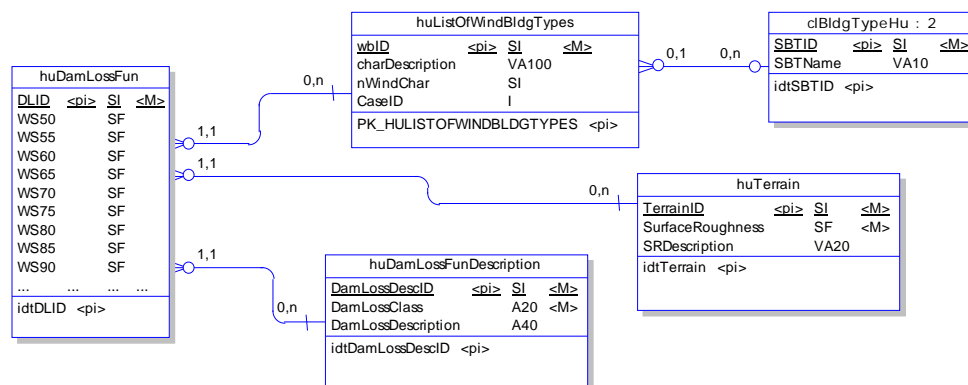 huListOfWindBldgTypes
wbID <pi> SI <M>
charDescription VA100
nWindChar SI
CaseID I
PK_HULISTOFWINDBLDGTYPES <pi>
clBldgTypeHu : 2
SBTID <pi> SI <M>
SBTName VA10
idtSBTID <pi>
0,1
0,n
huDamLossFun
DLID <pi> SI <M>
WS50 SF
WS55 SF
WS60 SF
WS65 SF
WS70 SF
WS75 SF
WS80 SF
WS85 SF
WS90 SF
... ... ... ...
idtDLID <pi>
0,n
1,1
1,1
0,n
1,1
0,n
huTerrain
TerrainID <pi> SI <M>
SurfaceRoughness SF <M>
SRDescription VA20
idtTerrain <pi>
huDamLossFunDescription
DamLossDescID <pi> SI <M>
DamLossClass A20 <M>
DamLossDescription A40
idtDamLossDescID <pi>